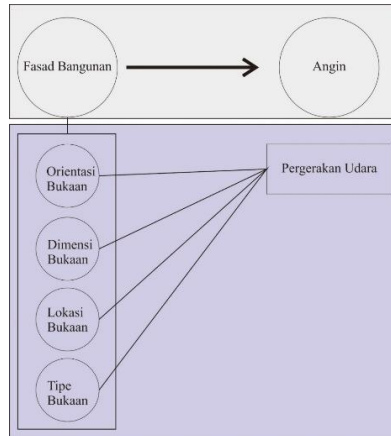 Fasad Bangunan
Angin
Orientasi
Bukaan
Pergerakan Udara
Dimensi
Bukaan
Lokasi
Bukaan
Tipe
Bukaan